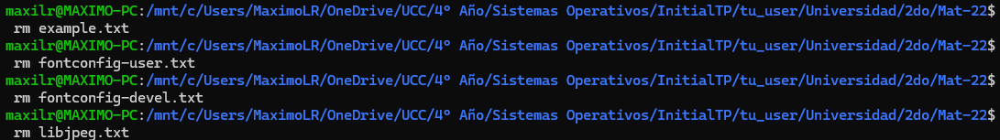 maxilr@MAXIMO-PC:/mnt/c/Users/MaximoLR/OneDrive/UCC/4° Año/Sistemas Operativos/InitialTP/tu_user/Universidad/2do/Mat-22$
rm example.txt
maxilr@MAXIMO-PC:/mnt/c/Users/MaximoLR/OneDrive/UCC/4° Año/Sistemas Operativos/InitialTP/tu_user/Universidad/2do/Mat-22$
rm fontconfig-user.txt
maxilr@MAXIMO-PC:/mnt/c/Users/MaximoLR/OneDrive/UCC/4° Año/Sistemas Operativos/InitialTP/tu_user/Universidad/2do/Mat-22$
rm fontconfig-devel.txt
maxilr@MAXIMO-PC:/mnt/c/Users/MaximoLR/OneDrive/UCC/4° Año/Sistemas Operativos/InitialTP/tu_user/Universidad/2do/Mat-22$
rm libjpeg.txt